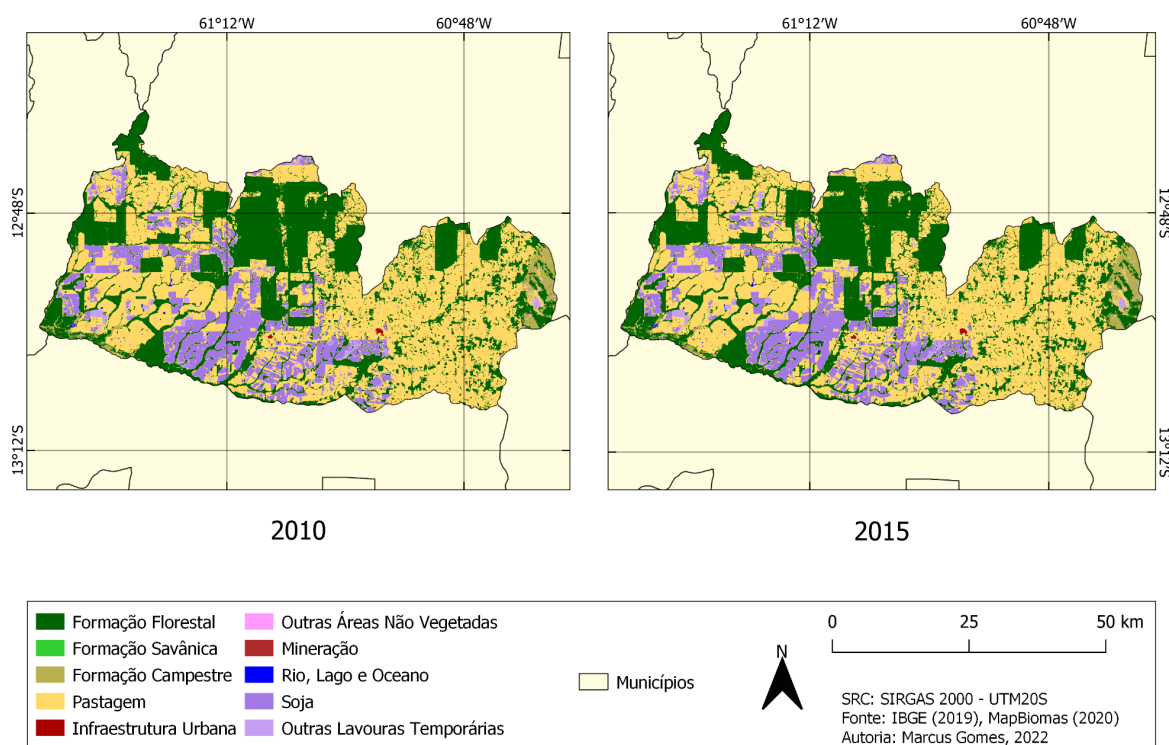 61°12'W 60°48'W 61°12'W 60°48'W
12°48'S 12°48'S
13°12'S 13°12'S
2010 2015
Formação Florestal
Formação Savânica
Formação Campestre
Pastagem
Infraestrutura Urbana
Outras Áreas Não Vegetadas
Mineração
Rio, Lago e Oceano
Soja
Outras Lavouras Temporárias
Municípios
N
0 25 50 km
SRC: SIRGAS 2000 - UTM20S
Fonte: IBGE (2019), MapBiomas (2020)
Autoria: Marcus Gomes, 2022